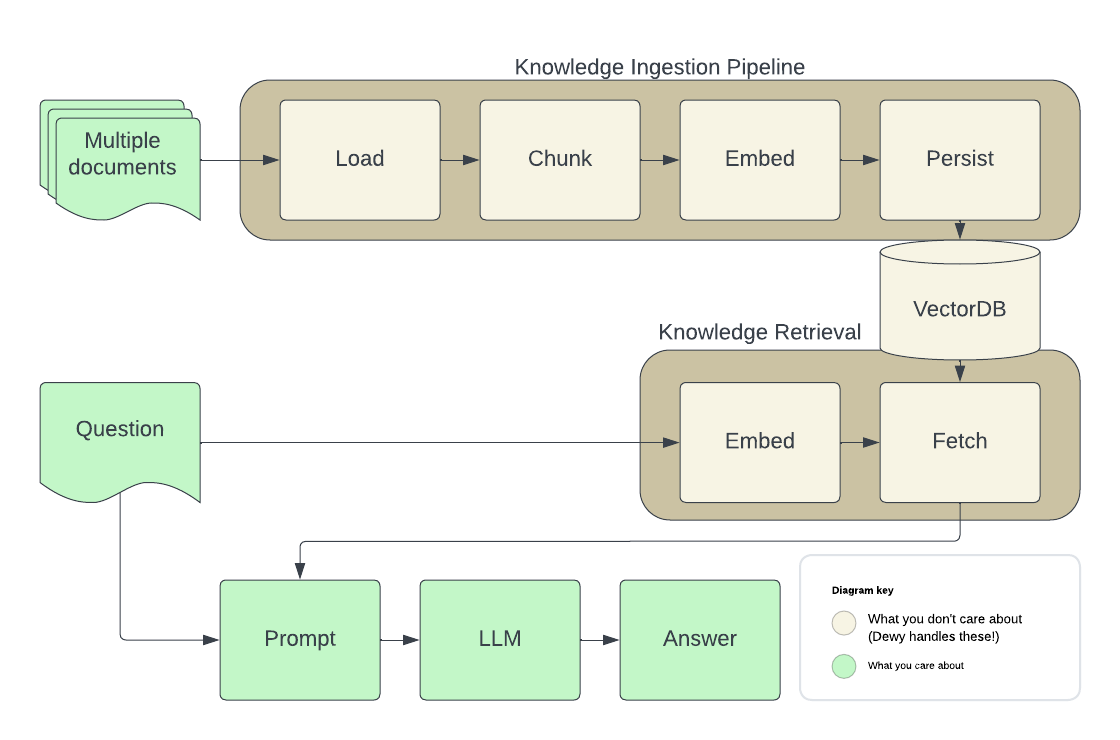 Knowledge Ingestion Pipeline
Multiple
documents
Load
Chunk
Embed
Persist
VectorDB
Knowledge Retrieval
Question
Embed
Fetch
Prompt
LLM
Answer
Diagram key
What you don't care about
(Dewy handles these!)
What you care about